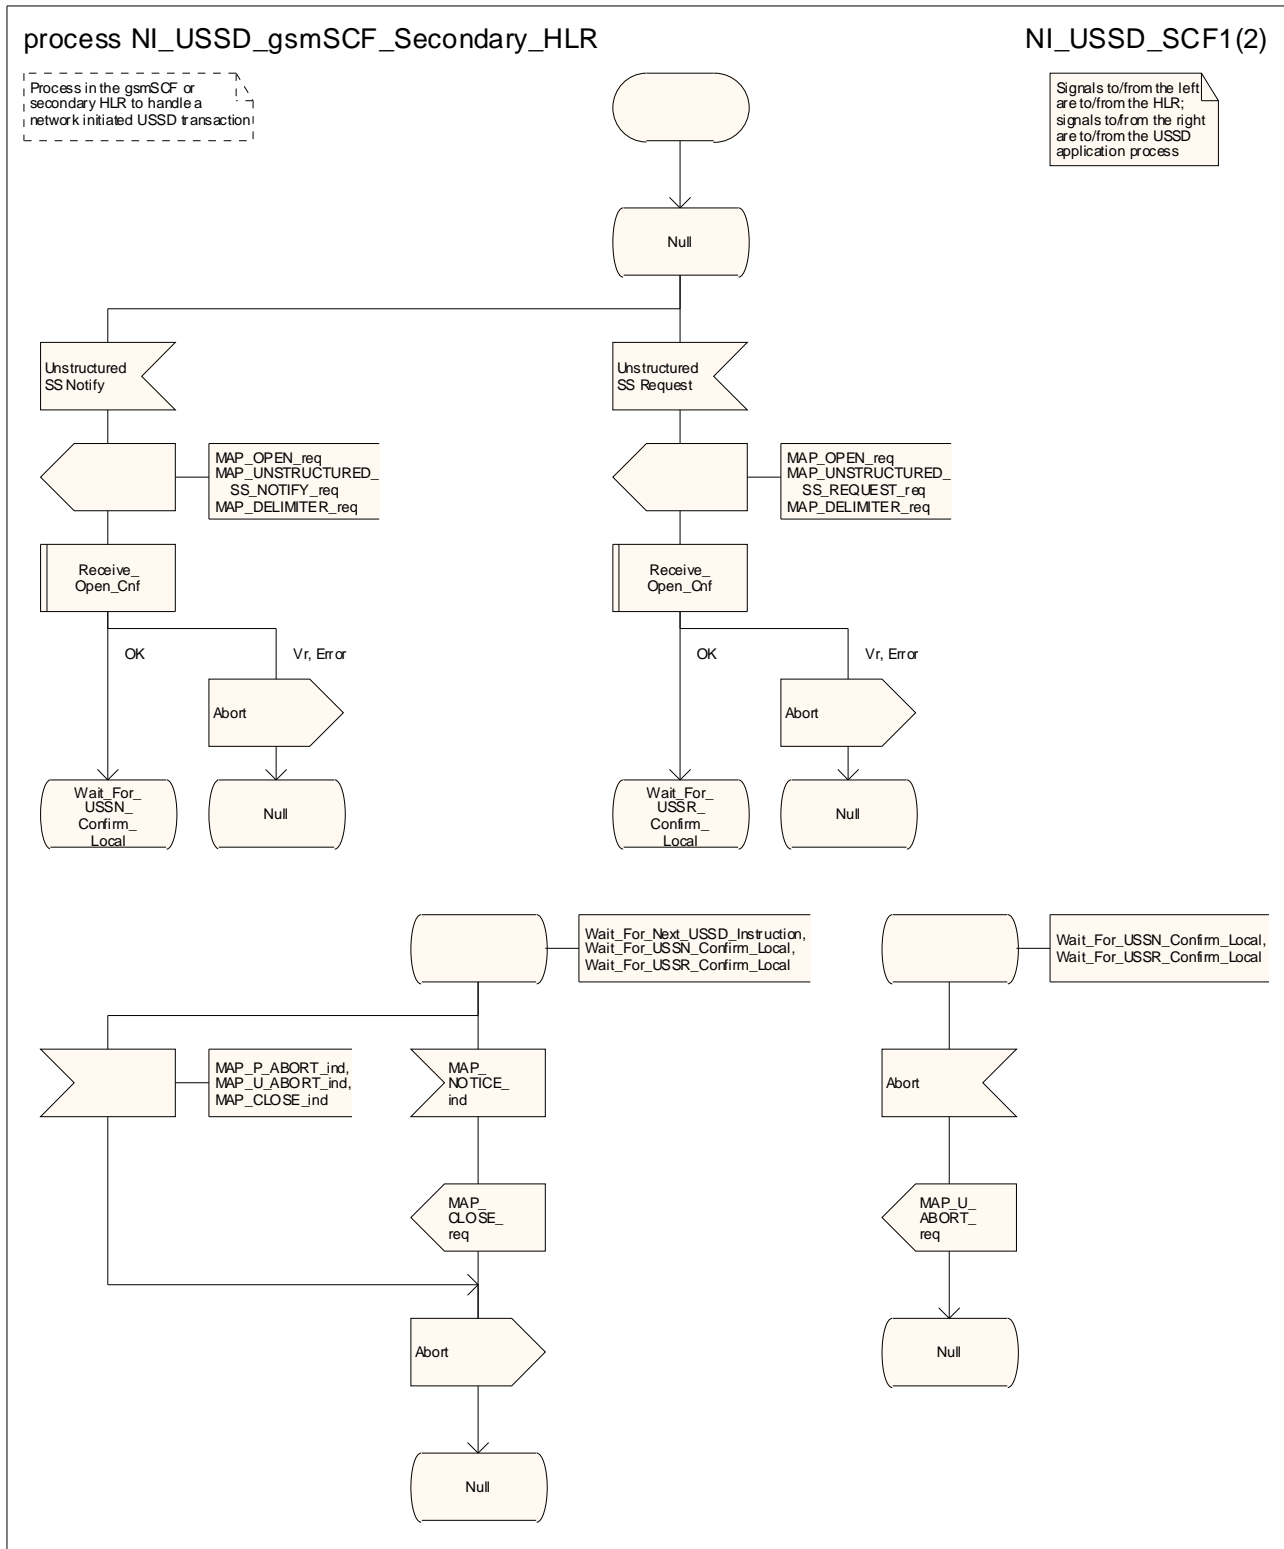 process NI_USSD_gsmSCF_Secondary_HLR
NI_USSD_SCF1(2)
Process in the gsmSCF or
secondary HLR to handle a
network initiated USSD transaction
Signals to/from the left
are to/from the HLR;
signals to/from the right
are to/from the USSD
application process
Null
Unstructured
SS Notify
Unstructured
SS Request
MAP_OPEN_req
MAP_UNSTRUCTURED_
SS_NOTIFY_req
MAP_DELIMITER_req
MAP_OPEN_req
MAP_UNSTRUCTURED_
SS_REQUEST_req
MAP_DELIMITER_req
Receive_
Open_Cnf
Receive_
Open_Cnf
OK
Vr, Error
OK
Vr, Error
Abort
Abort
Wait_For_
USSN_
Confirm_
Local
Null
Wait_For_
USSR_
Confirm_
Local
Null
Wait_For_Next_USSD_Instruction,
Wait_For_USSN_Confirm_Local,
Wait_For_USSR_Confirm_Local
Wait_For_USSN_Confirm_Local,
Wait_For_USSR_Confirm_Local
MAP_P_ABORT_ind,
MAP_U_ABORT_ind,
MAP_CLOSE_ind
MAP_
NOTICE_
ind
Abort
MAP_
CLOSE_
req
MAP_U_
ABORT_
req
Abort
Null
Null